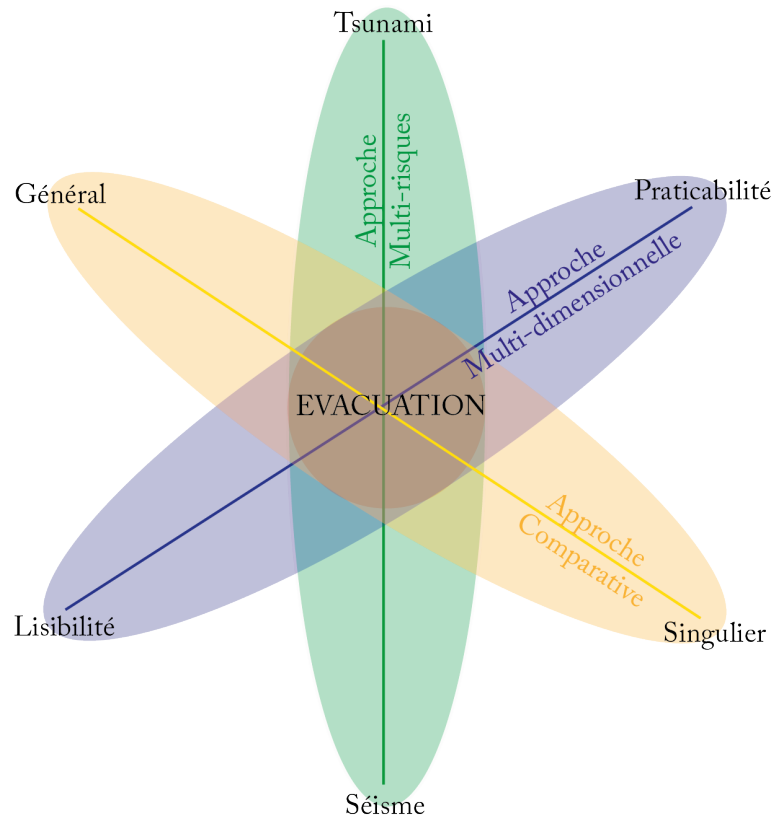 Tsunami
Approche
Multi-risques
Général
Praticabilité
Approche
Multi-dimensionnelle
EVACUATION
Approche
Comparative
Lisibilité
Singulier
Séisme